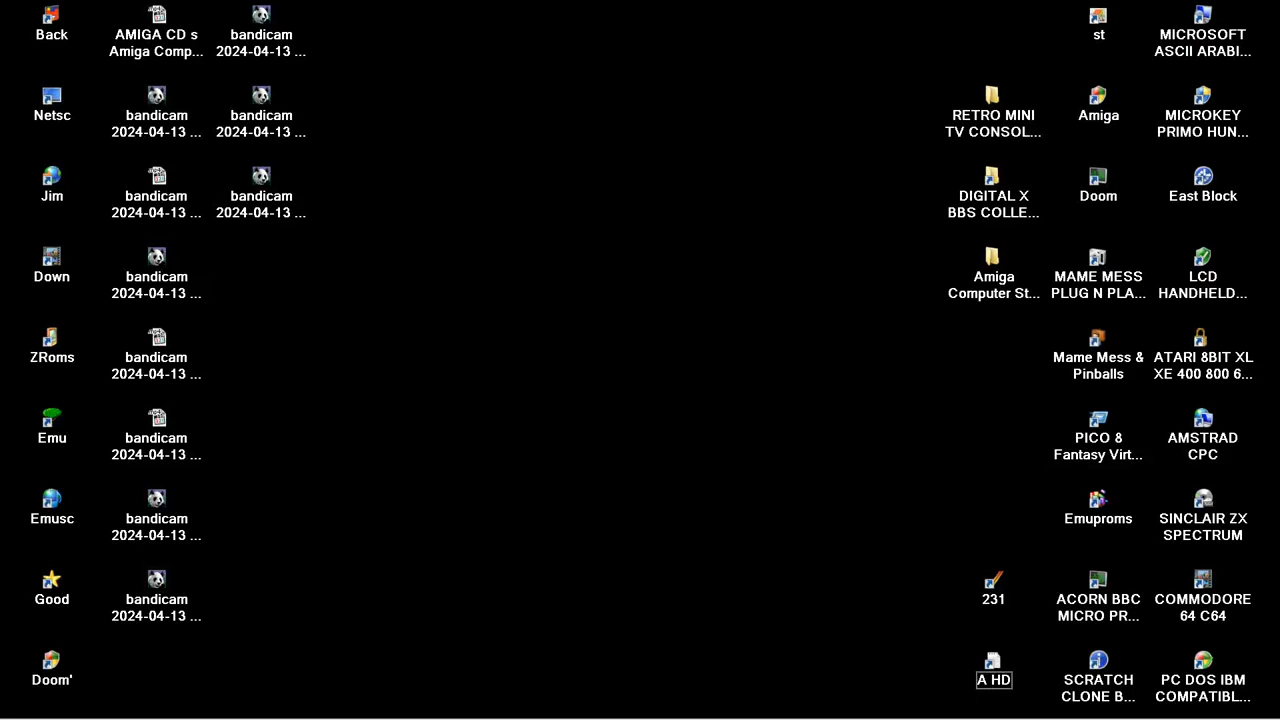 Back
Netsc
Jim
Down
ZRoms
Emu
Emusc
Good
Doom'
AMIGA CD s
Amiga Comp...
bandicam
2024-04-13 ...
bandicam
2024-04-13 ...
bandicam
2024-04-13 ...
bandicam
2024-04-13 ...
bandicam
2024-04-13 ...
bandicam
2024-04-13 ...
bandicam
2024-04-13 ...
bandicam
2024-04-13 ...
bandicam
2024-04-13 ...
bandicam
2024-04-13 ...
RETRO MINI
TV CONSOL...
DIGITAL X
BBS COLLE...
Amiga
Computer St...
231
A HD
st
Amiga
Doom
MAME MESS
PLUG N PLA...
Mame Mess &
Pinballs
PICO 8
Fantasy Virt...
Emuproms
ACORN BBC
MICRO PR...
SCRATCH
CLONE B...
MICROSOFT
ASCII ARABI...
MICROKEY
PRIMO HUN...
East Block
LCD
HANDHELD...
ATARI 8BIT XL
XE 400 800 6...
AMSTRAD
CPC
SINCLAIR ZX
SPECTRUM
COMMODORE
64 C64
PC DOS IBM
COMPATIBL...